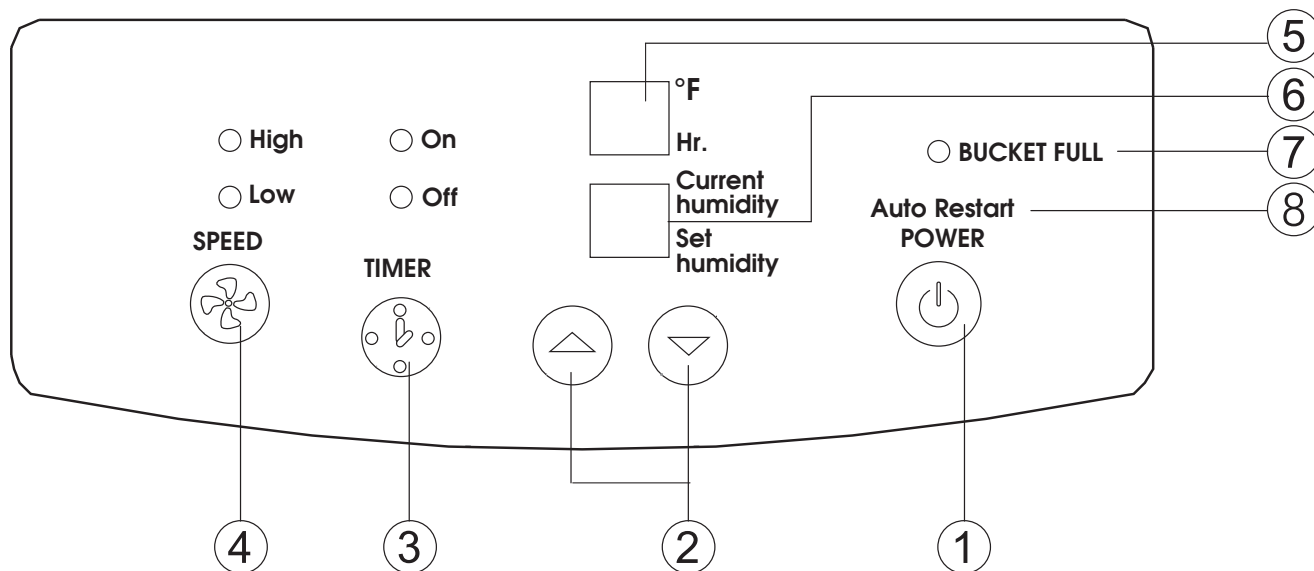 5
°F
6
High
On
Hr.
BUCKET FULL
7
Low
Off
Current
humidity
Auto Restart
8
SPEED
Set
humidity
POWER
TIMER
4
3
2
1